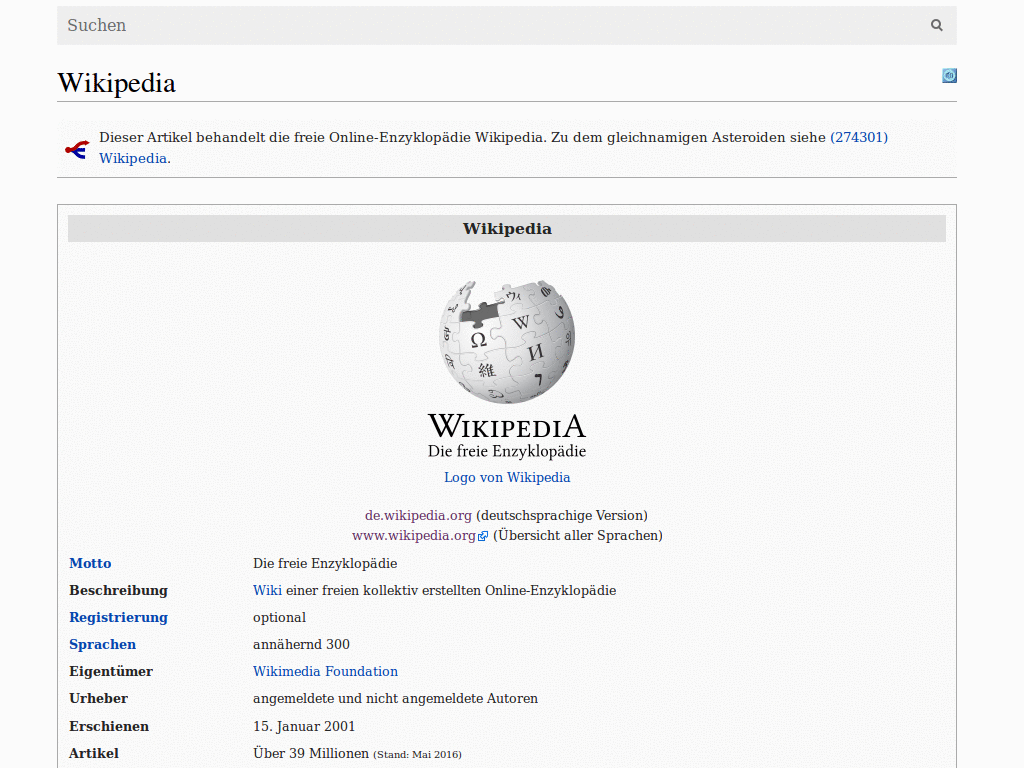 Suchen
Wikipedia
Dieser Artikel behandelt die freie Online-Enzyklopädie Wikipedia. Zu dem gleichnamigen Asteroiden siehe (274301)
Wikipedia.
Wikipedia
Ω W И
維
WIKIPEDIA
Die freie Enzyklopädie
Logo von Wikipedia
de.wikipedia.org (deutschsprachige Version)
www.wikipedia.org (Übersicht aller Sprachen)
Motto Die freie Enzyklopädie
Beschreibung Wiki einer freien kollektiv erstellten Online-Enzyklopädie
Registrierung optional
Sprachen annähernd 300
Eigentümer Wikimedia Foundation
Urheber angemeldete und nicht angemeldete Autoren
Erschienen 15. Januar 2001
Artikel Über 39 Millionen (Stand: Mai 2016)